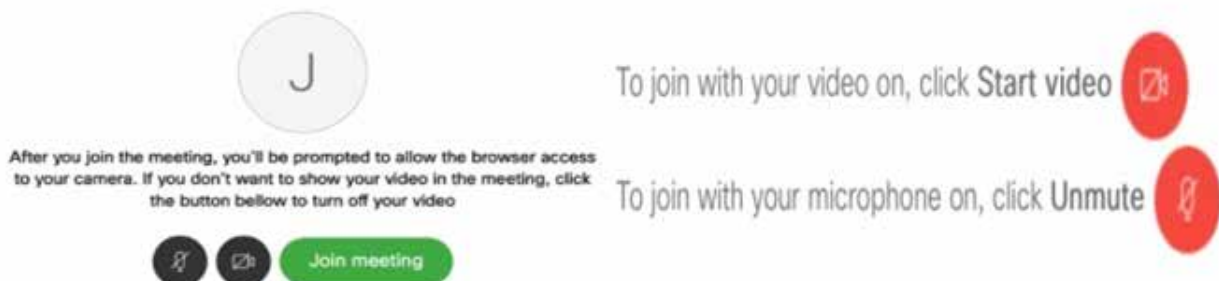 J
After you join the meeting, you'll be prompted to allow the browser access
to your camera. If you don't want to show your video in the meeting, click
the button bellow to turn off your video
Join meeting
To join with your video on, click Start video
To join with your microphone on, click Unmute